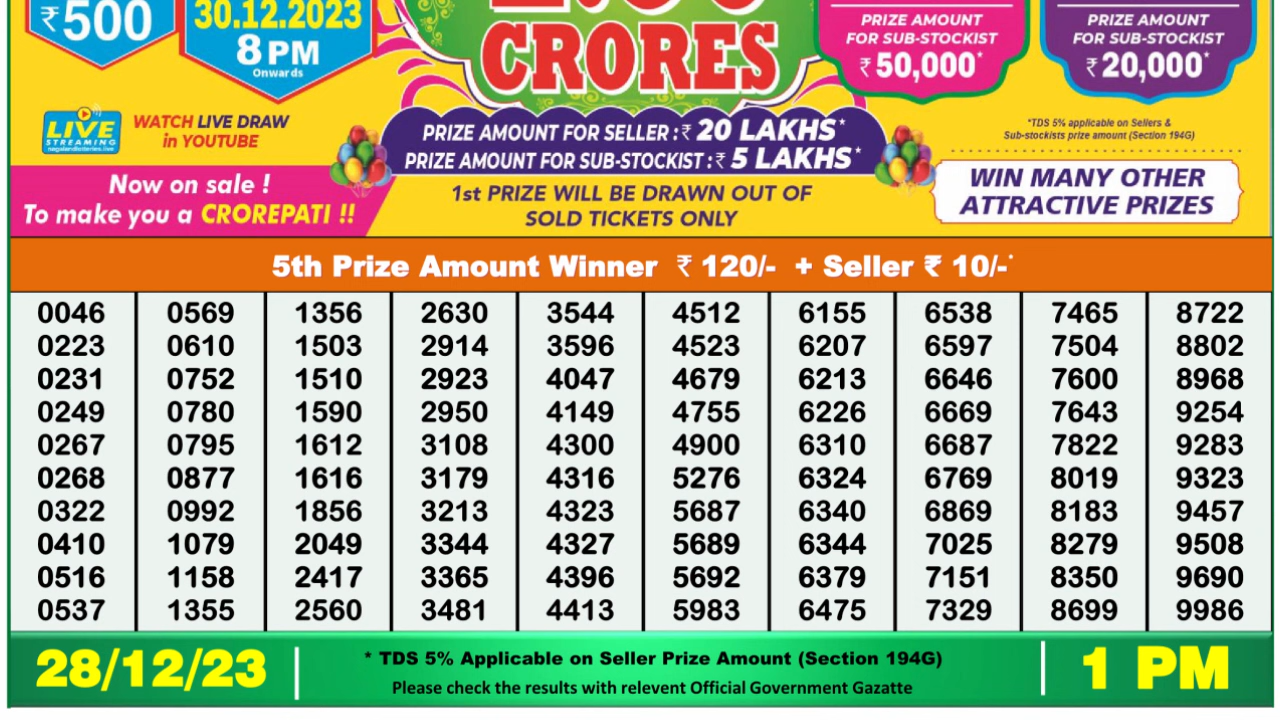 ₹500
30.12.2023
8 PM
Onwards
CRORES
PRIZE AMOUNT
FOR SUB-STOCKIST
₹ 50,000*
PRIZE AMOUNT
FOR SUB-STOCKIST
₹ 20,000*
LIVE
STREAMING
nagalandlotteries.live
WATCH LIVE DRAW
in YOUTUBE
PRIZE AMOUNT FOR SELLER : ₹ 20 LAKHS*
PRIZE AMOUNT FOR SUB-STOCKIST : ₹ 5 LAKHS*
*TDS 5% applicable on Sellers &
Sub-stockists prize amount (Section 194G)
Now on sale !
To make you a CROREPATI !!
1st PRIZE WILL BE DRAWN OUT OF
SOLD TICKETS ONLY
WIN MANY OTHER
ATTRACTIVE PRIZES
5th Prize Amount Winner ₹ 120/- + Seller ₹ 10/-*
0046 0569 1356 2630 3544 4512 6155 6538 7465 8722
0223 0610 1503 2914 3596 4523 6207 6597 7504 8802
0231 0752 1510 2923 4047 4679 6213 6646 7600 8968
0249 0780 1590 2950 4149 4755 6226 6669 7643 9254
0267 0795 1612 3108 4300 4900 6310 6687 7822 9283
0268 0877 1616 3179 4316 5276 6324 6769 8019 9323
0322 0992 1856 3213 4323 5687 6340 6869 8183 9457
0410 1079 2049 3344 4327 5689 6344 7025 8279 9508
0516 1158 2417 3365 4396 5692 6379 7151 8350 9690
0537 1355 2560 3481 4413 5983 6475 7329 8699 9986
28/12/23
* TDS 5% Applicable on Seller Prize Amount (Section 194G)
Please check the results with relevent Official Government Gazatte
1 PM